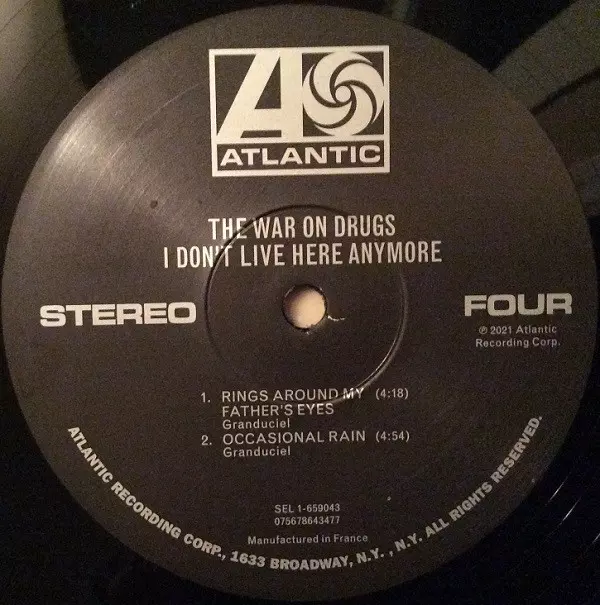 ATLANTIC
THE WAR ON DRUGS
I DON'T LIVE HERE ANYMORE
STEREO
FOUR
℗ 2021 Atlantic
Recording Corp.
1. RINGS AROUND MY (4:18)
FATHER'S EYES
Granduciel
2. OCCASIONAL RAIN (4:54)
Granduciel
SEL 1-659043
075678643477
Manufactured in France
ATLANTIC RECORDING CORP., 1633 BROADWAY, N.Y. , N.Y. ALL RIGHTS RESERVED.